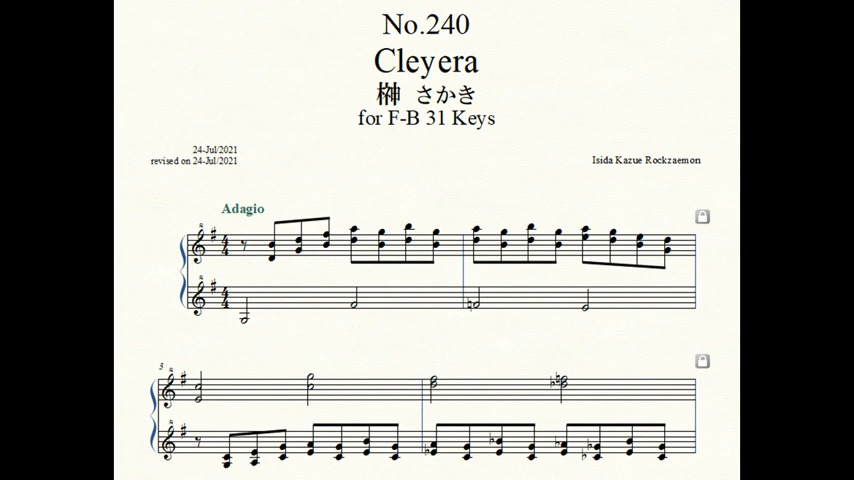 No.240
Cleyera
榊 さかき
for F-B 31 Keys
24-Jul/2021
revised on 24-Jul/2021
Isida Kazue Rockzaemon
Adagio
3